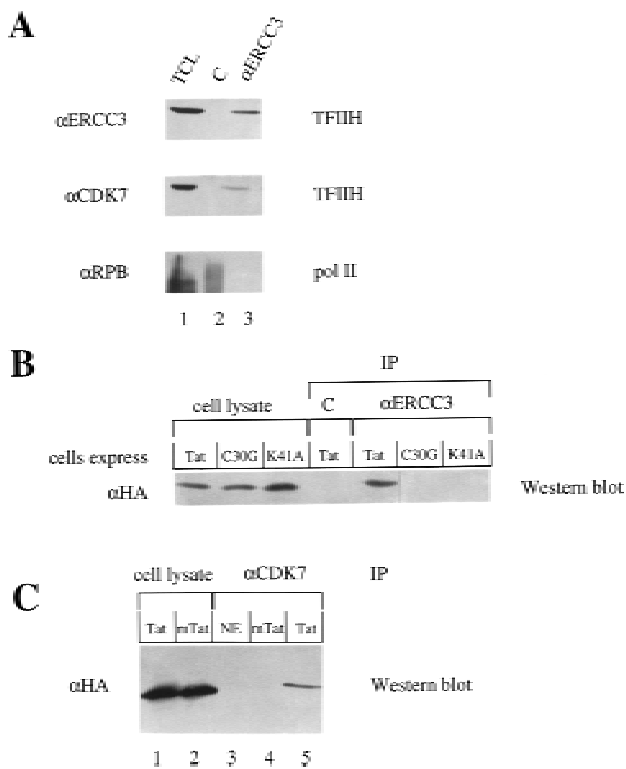 A
TCL C αERCC3
αERCC3 TFIIH
αCDK7 TFIIH
αRPB pol II
1 2 3
B
IP
cell lysate C αERCC3
cells express Tat C30G K41A Tat Tat C30G K41A
αHA Western blot
C
cell lysate αCDK7 IP
Tat mTat NE mTat Tat
αHA Western blot
1 2 3 4 5